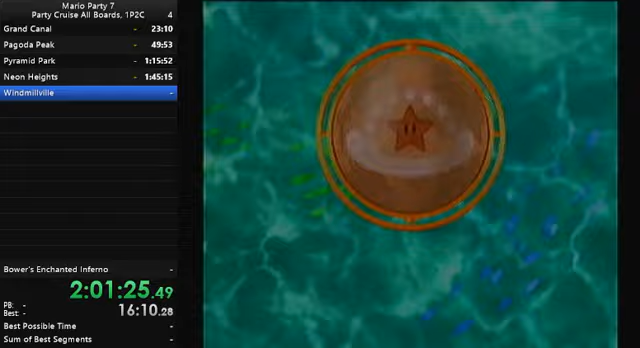 Mario Party 7
Party Cruise All Boards, 1P2C 4
Grand Canal - 23:10
Pagoda Peak - 49:53
Pyramid Park - 1:15:52
Neon Heights - 1:45:15
Windmillville -
Bower's Enchanted Inferno -
2:01:25.49
PB: -
Best: - 16:10.28
Best Possible Time -
Sum of Best Segments -